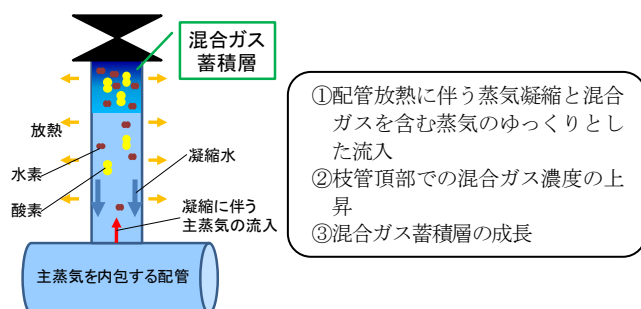 混合ガス
蓄積層
放熱
水素
酸素
凝縮水
凝縮に伴う
主蒸気の流入
主蒸気を内包する配管
①配管放熱に伴う蒸気凝縮と混合
ガスを含む蒸気のゆっくりとし
た流入
②枝管頂部での混合ガス濃度の上
昇
③混合ガス蓄積層の成長